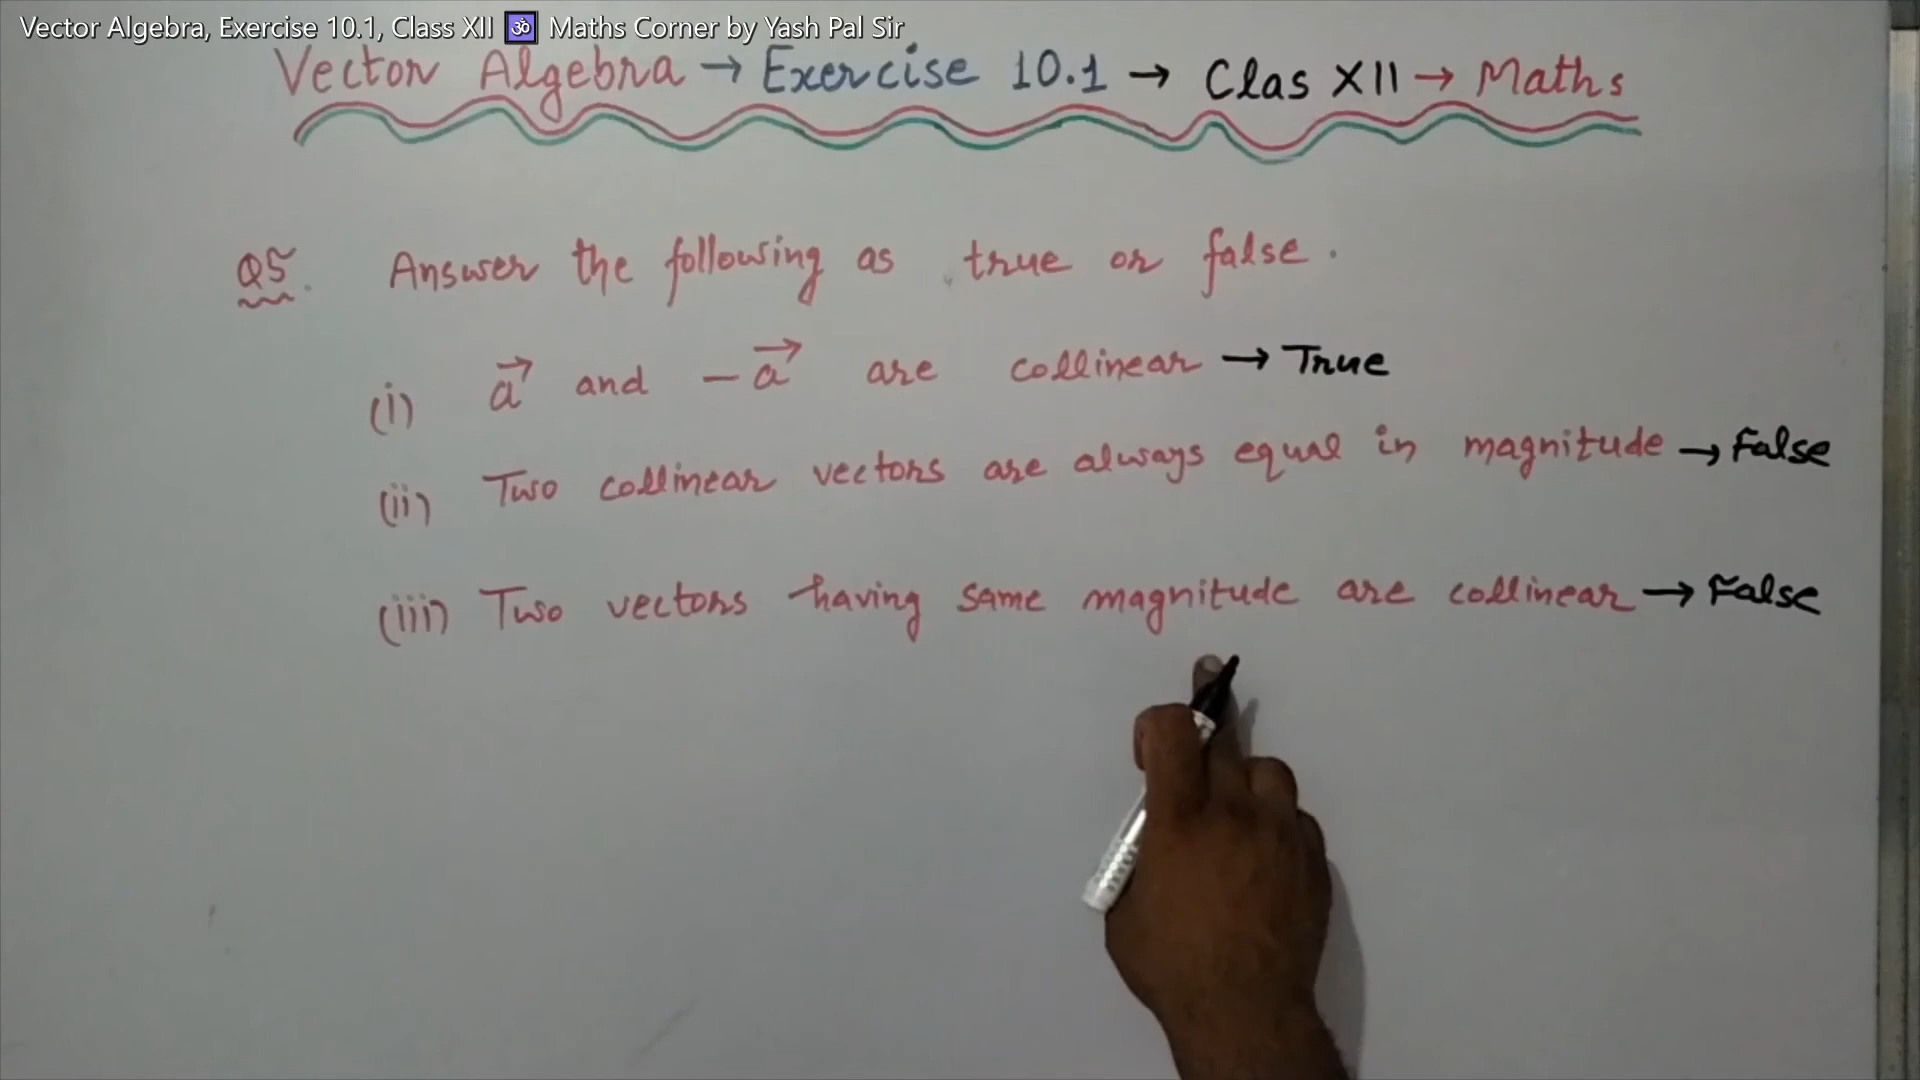 Vector Algebra, Exercise 10.1, Class XII 🕉 Maths Corner by Yash Pal Sir
Vector Algebra → Exercise 10.1 → Clas XII → Maths
Q5. Answer the following as true or false.
(i) a⃗ and −a⃗ are collinear → True
(ii) Two collinear vectors are always equal in magnitude → False
(iii) Two vectors having same magnitude are collinear → False